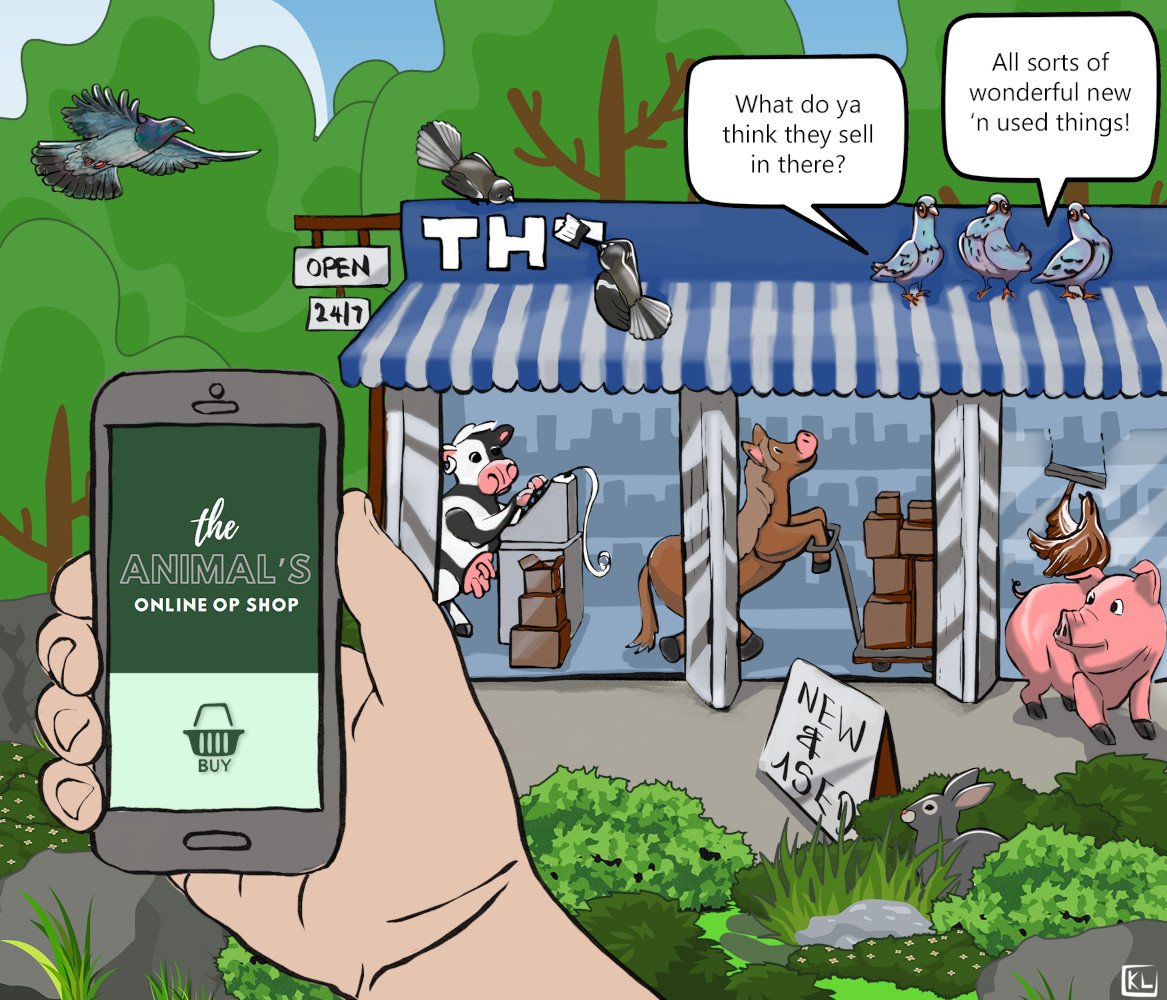 What do ya
think they sell
in there?
All sorts of
wonderful new
‘n used things!
TH
OPEN
24/7
the
ANIMAL'S
ONLINE OP SHOP
BUY
NEW
&
USED
KL